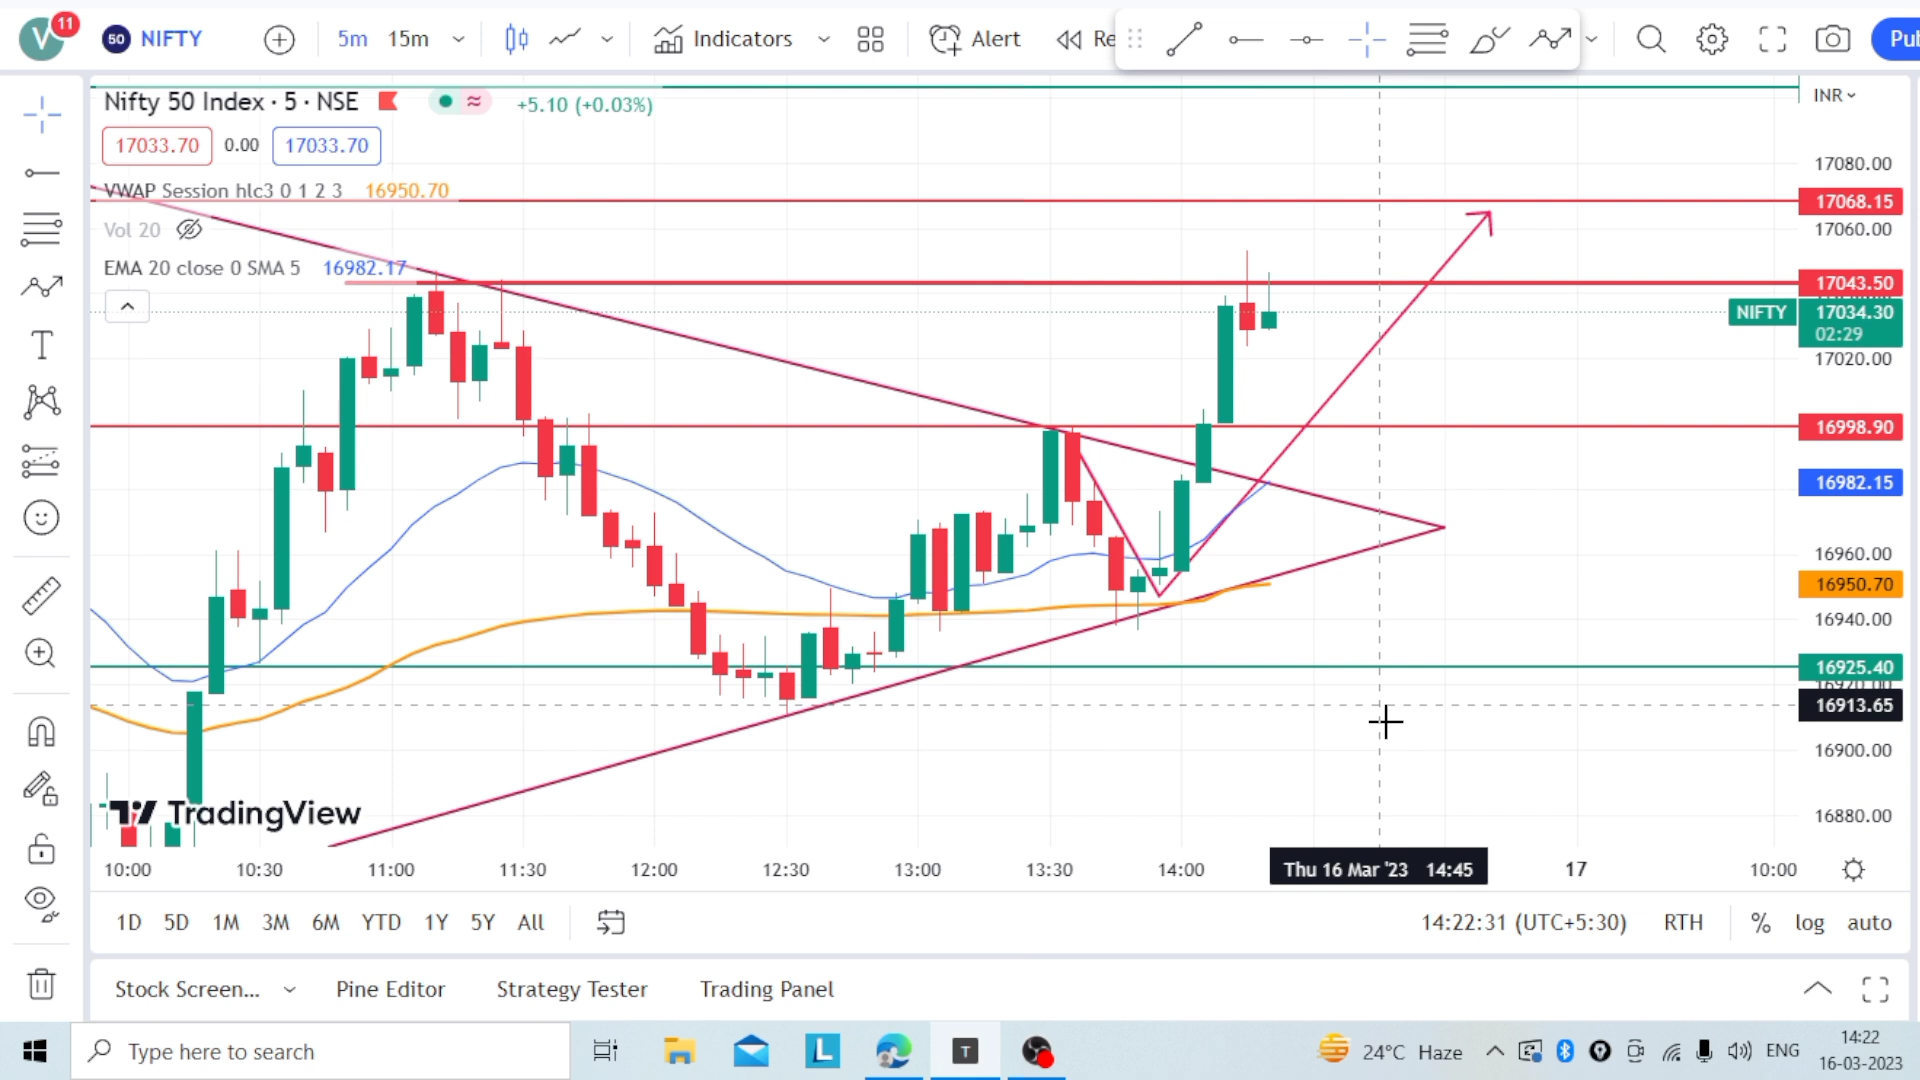 V 11 50 NIFTY 5m 15m Indicators Alert Re Pub
Nifty 50 Index · 5 · NSE +5.10 (+0.03%) INR
17033.70 0.00 17033.70
VWAP Session hlc3 0 1 2 3 16950.70
Vol 20
EMA 20 close 0 SMA 5 16982.17
17080.00
17068.15
17060.00
17043.50
NIFTY 17034.30
02:29
17020.00
16998.90
16982.15
16960.00
16950.70
16940.00
16925.40
16920.00
16913.65
16900.00
16880.00
TradingView
10:00 10:30 11:00 11:30 12:00 12:30 13:00 13:30 14:00 Thu 16 Mar '23 14:45 17 10:00
1D 5D 1M 3M 6M YTD 1Y 5Y All 14:22:31 (UTC+5:30) RTH % log auto
Stock Screen... Pine Editor Strategy Tester Trading Panel
Type here to search L T 24°C Haze ENG 14:22
16-03-2023